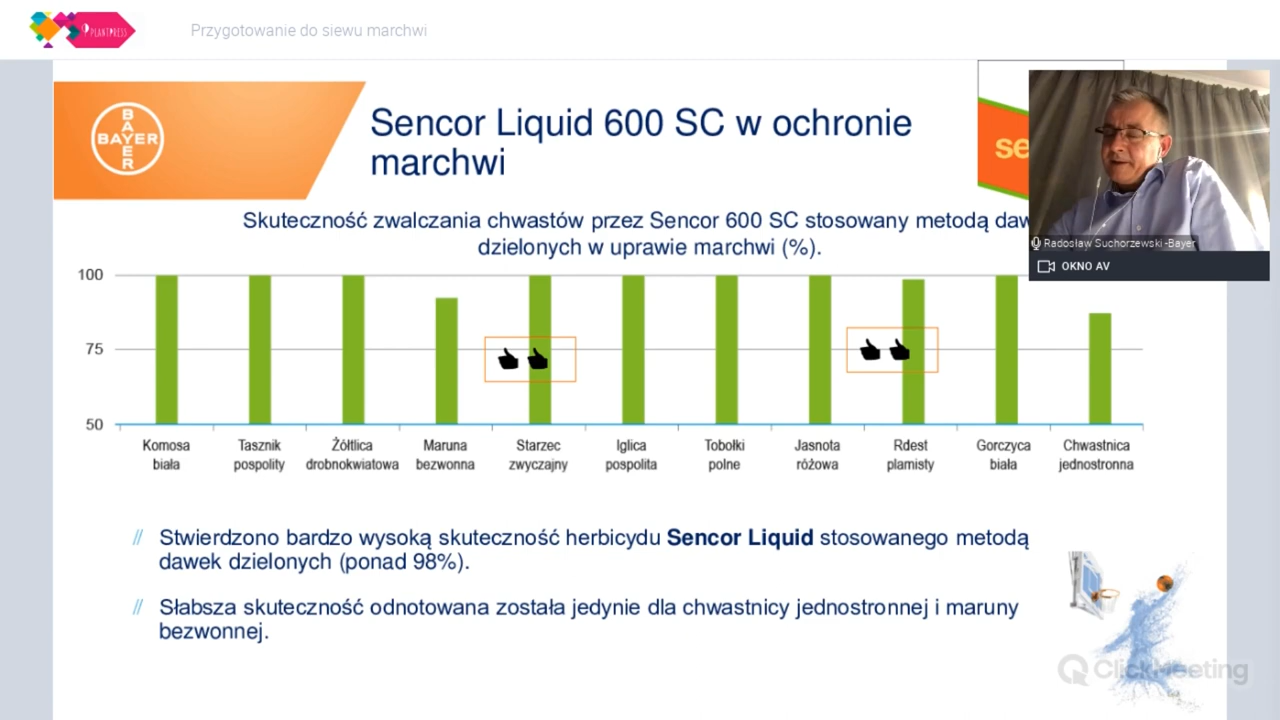 PLANTPRESS
Przygotowanie do siewu marchwi
BAYER
BAYER
Sencor Liquid 600 SC w ochronie
marchwi
se
Radosław Suchorzewski -Bayer
OKNO AV
Skuteczność zwalczania chwastów przez Sencor 600 SC stosowany metodą daw
dzielonych w uprawie marchwi (%).
100
75
50
Komosa
biała
Tasznik
pospolity
Żółtlica
drobnokwiatowa
Maruna
bezwonna
Starzec
zwyczajny
Iglica
pospolita
Tobołki
polne
Jasnota
różowa
Rdest
plamisty
Gorczyca
biała
Chwastnica
jednostronna
// Stwierdzono bardzo wysoką skuteczność herbicydu Sencor Liquid stosowanego metodą
dawek dzielonych (ponad 98%).
// Słabsza skuteczność odnotowana została jedynie dla chwastnicy jednostronnej i maruny
bezwonnej.
ClickMeeting